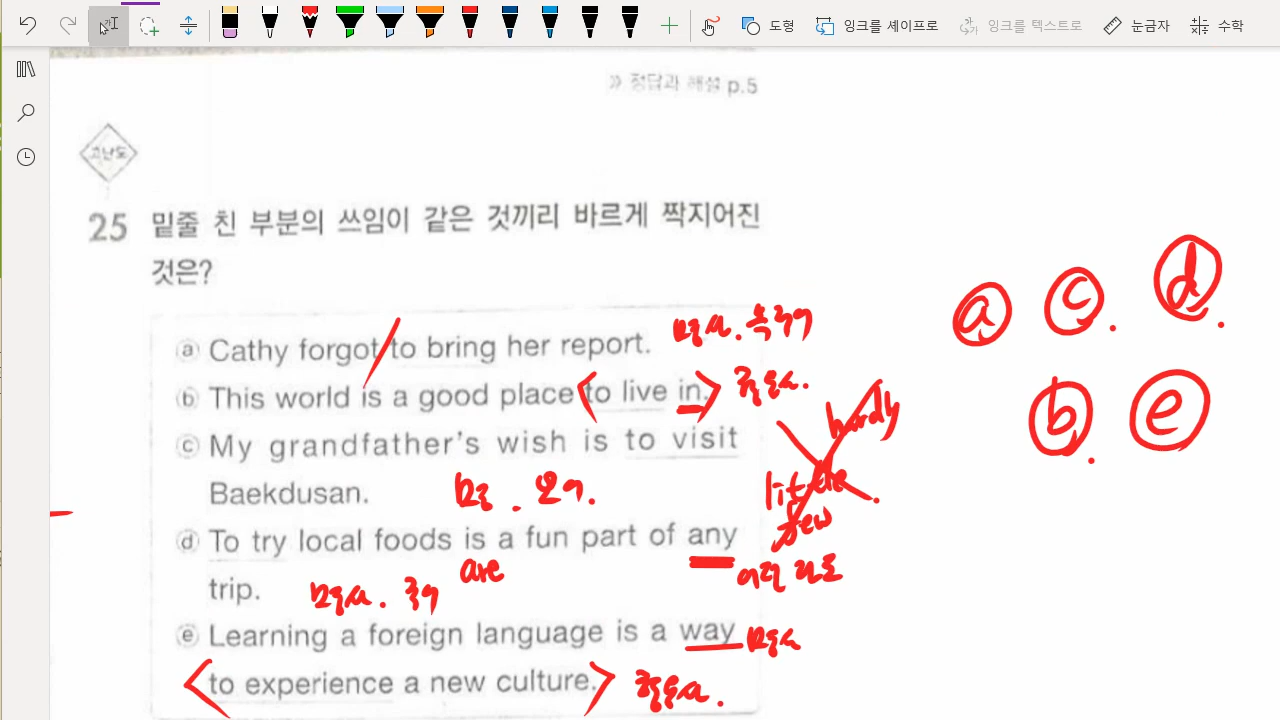 도형 잉크를 셰이프로 잉크를 텍스트로 눈금자 수학
» 정답과 해설 p.5
고난도
25 밑줄 친 부분의 쓰임이 같은 것끼리 바르게 짝지어진
것은?
ⓐ Cathy forgot to bring her report. 명사. 목적어
ⓑ This world is a good place to live in. 형용사.
ⓒ My grandfather's wish is to visit
Baekdusan. 명. 보어.
ⓓ To try local foods is a fun part of any
trip. 명사. 주어 are 어떤 라도
ⓔ Learning a foreign language is a way 명사
to experience a new culture. 형용사.
hardly
little
few
ⓐ ⓒ. ⓓ.
ⓑ. ⓔ